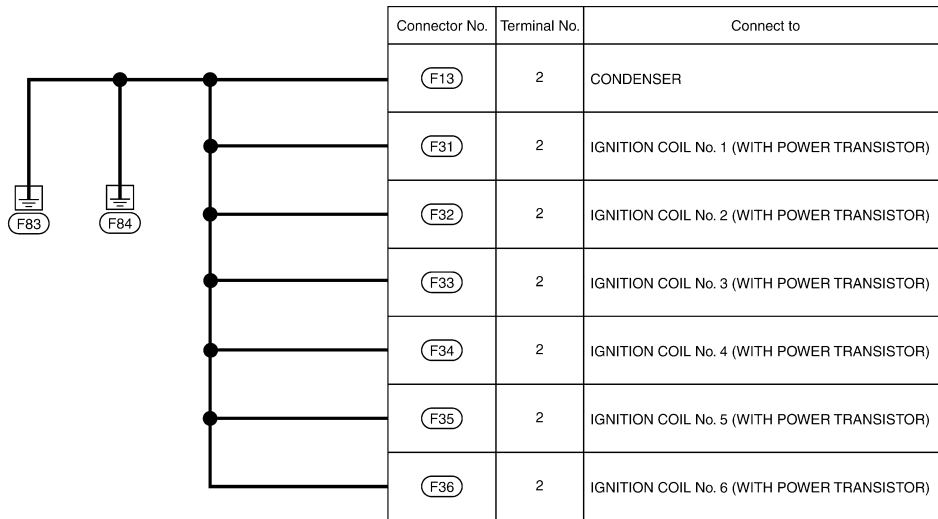 Connector No. Terminal No. Connect to
F13 2 CONDENSER
F31 2 IGNITION COIL No. 1 (WITH POWER TRANSISTOR)
F83 F84 F32 2 IGNITION COIL No. 2 (WITH POWER TRANSISTOR)
F33 2 IGNITION COIL No. 3 (WITH POWER TRANSISTOR)
F34 2 IGNITION COIL No. 4 (WITH POWER TRANSISTOR)
F35 2 IGNITION COIL No. 5 (WITH POWER TRANSISTOR)
F36 2 IGNITION COIL No. 6 (WITH POWER TRANSISTOR)